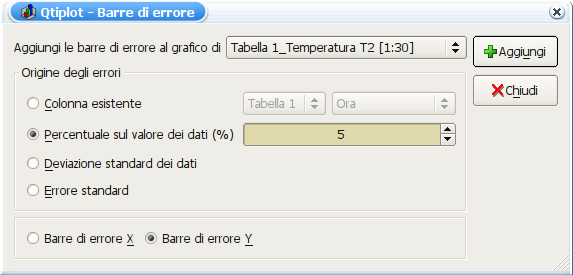 Qtiplot - Barre di errore
Aggiungi le barre di errore al grafico di Tabella 1_Temperatura T2 [1:30] Aggiungi
Origine degli errori
Chiudi
Colonna esistente Tabella 1 Ora
Percentuale sul valore dei dati (%) 5
Deviazione standard dei dati
Errore standard
Barre di errore X Barre di errore Y